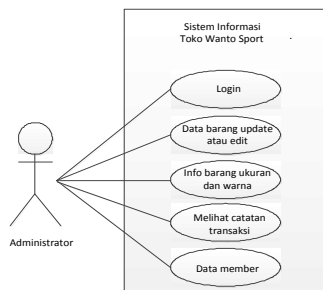 Sistem Informasi
Toko Wanto Sport
Login
Data barang update
atau edit
Info barang ukuran
dan warna
Melihat catatan
transaksi
Data member
Administrator